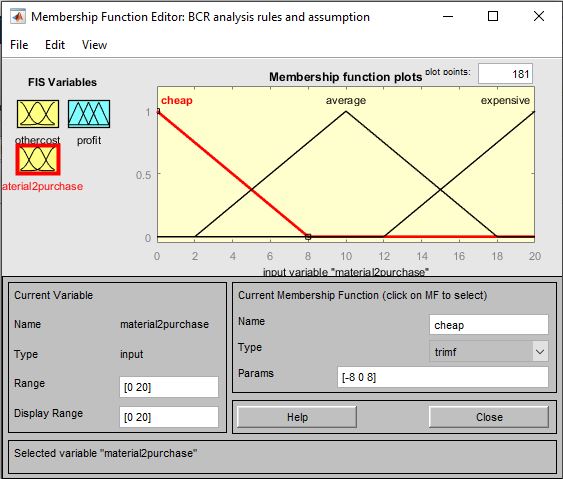 Membership Function Editor: BCR analysis rules and assumption
File Edit View
FIS Variables
othercost profit
aterial2purchase
Membership function plots plot points: 181
cheap average expensive
1
0.5
0
0 2 4 6 8 10 12 14 16 18 20
input variable "material2purchase"
Current Variable
Name material2purchase
Type input
Range [0 20]
Display Range [0 20]
Current Membership Function (click on MF to select)
Name cheap
Type trimf
Params [-8 0 8]
Help Close
Selected variable "material2purchase"